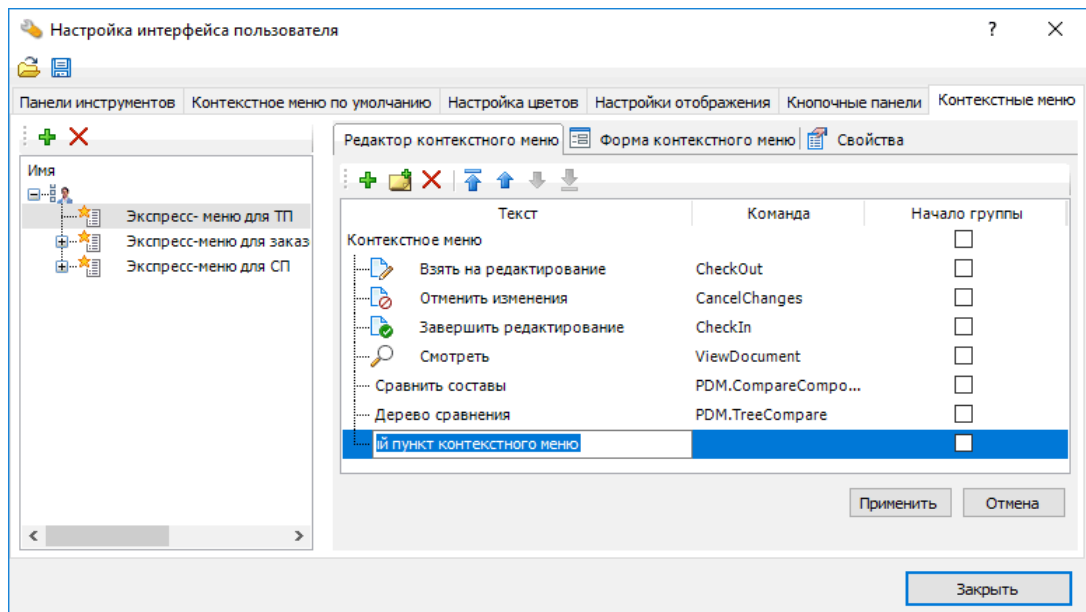 Настройка интерфейса пользователя
?
Панели инструментов Контекстное меню по умолчанию Настройка цветов Настройки отображения Кнопочные панели Контекстные меню
Редактор контекстного меню Форма контекстного меню Свойства
Имя
Экспресс- меню для ТП
Экспресс-меню для заказ
Экспресс-меню для СП
Текст Команда Начало группы
Контекстное меню
Взять на редактирование CheckOut
Отменить изменения CancelChanges
Завершить редактирование CheckIn
Смотреть ViewDocument
Сравнить составы PDM.CompareCompo...
Дерево сравнения PDM.TreeCompare
ый пункт контекстного меню
Применить Отмена
Закрыть